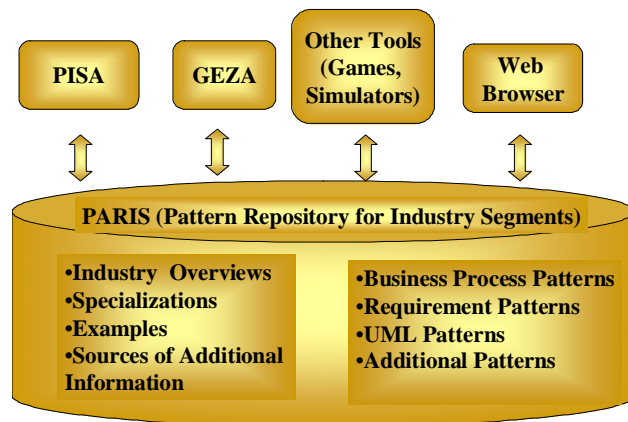 PISA
GEZA
Other Tools
(Games,
Simulators)
Web
Browser
PARIS (Pattern Repository for Industry Segments)
•Industry Overviews
•Specializations
•Examples
•Sources of Additional
Information
•Business Process Patterns
•Requirement Patterns
•UML Patterns
•Additional Patterns